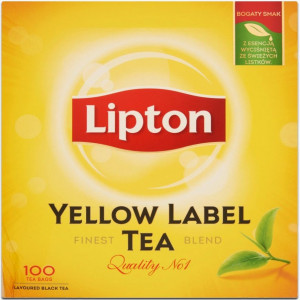 BOGATY SMAK
Z ESENCJĄ
WYCIŚNIĘTĄ
ZE ŚWIEŻYCH
LISTKÓW.
Lipton
YELLOW LABEL
FINEST TEA BLEND
Quality No1
100
TEA BAGS
FLAVOURED BLACK TEA